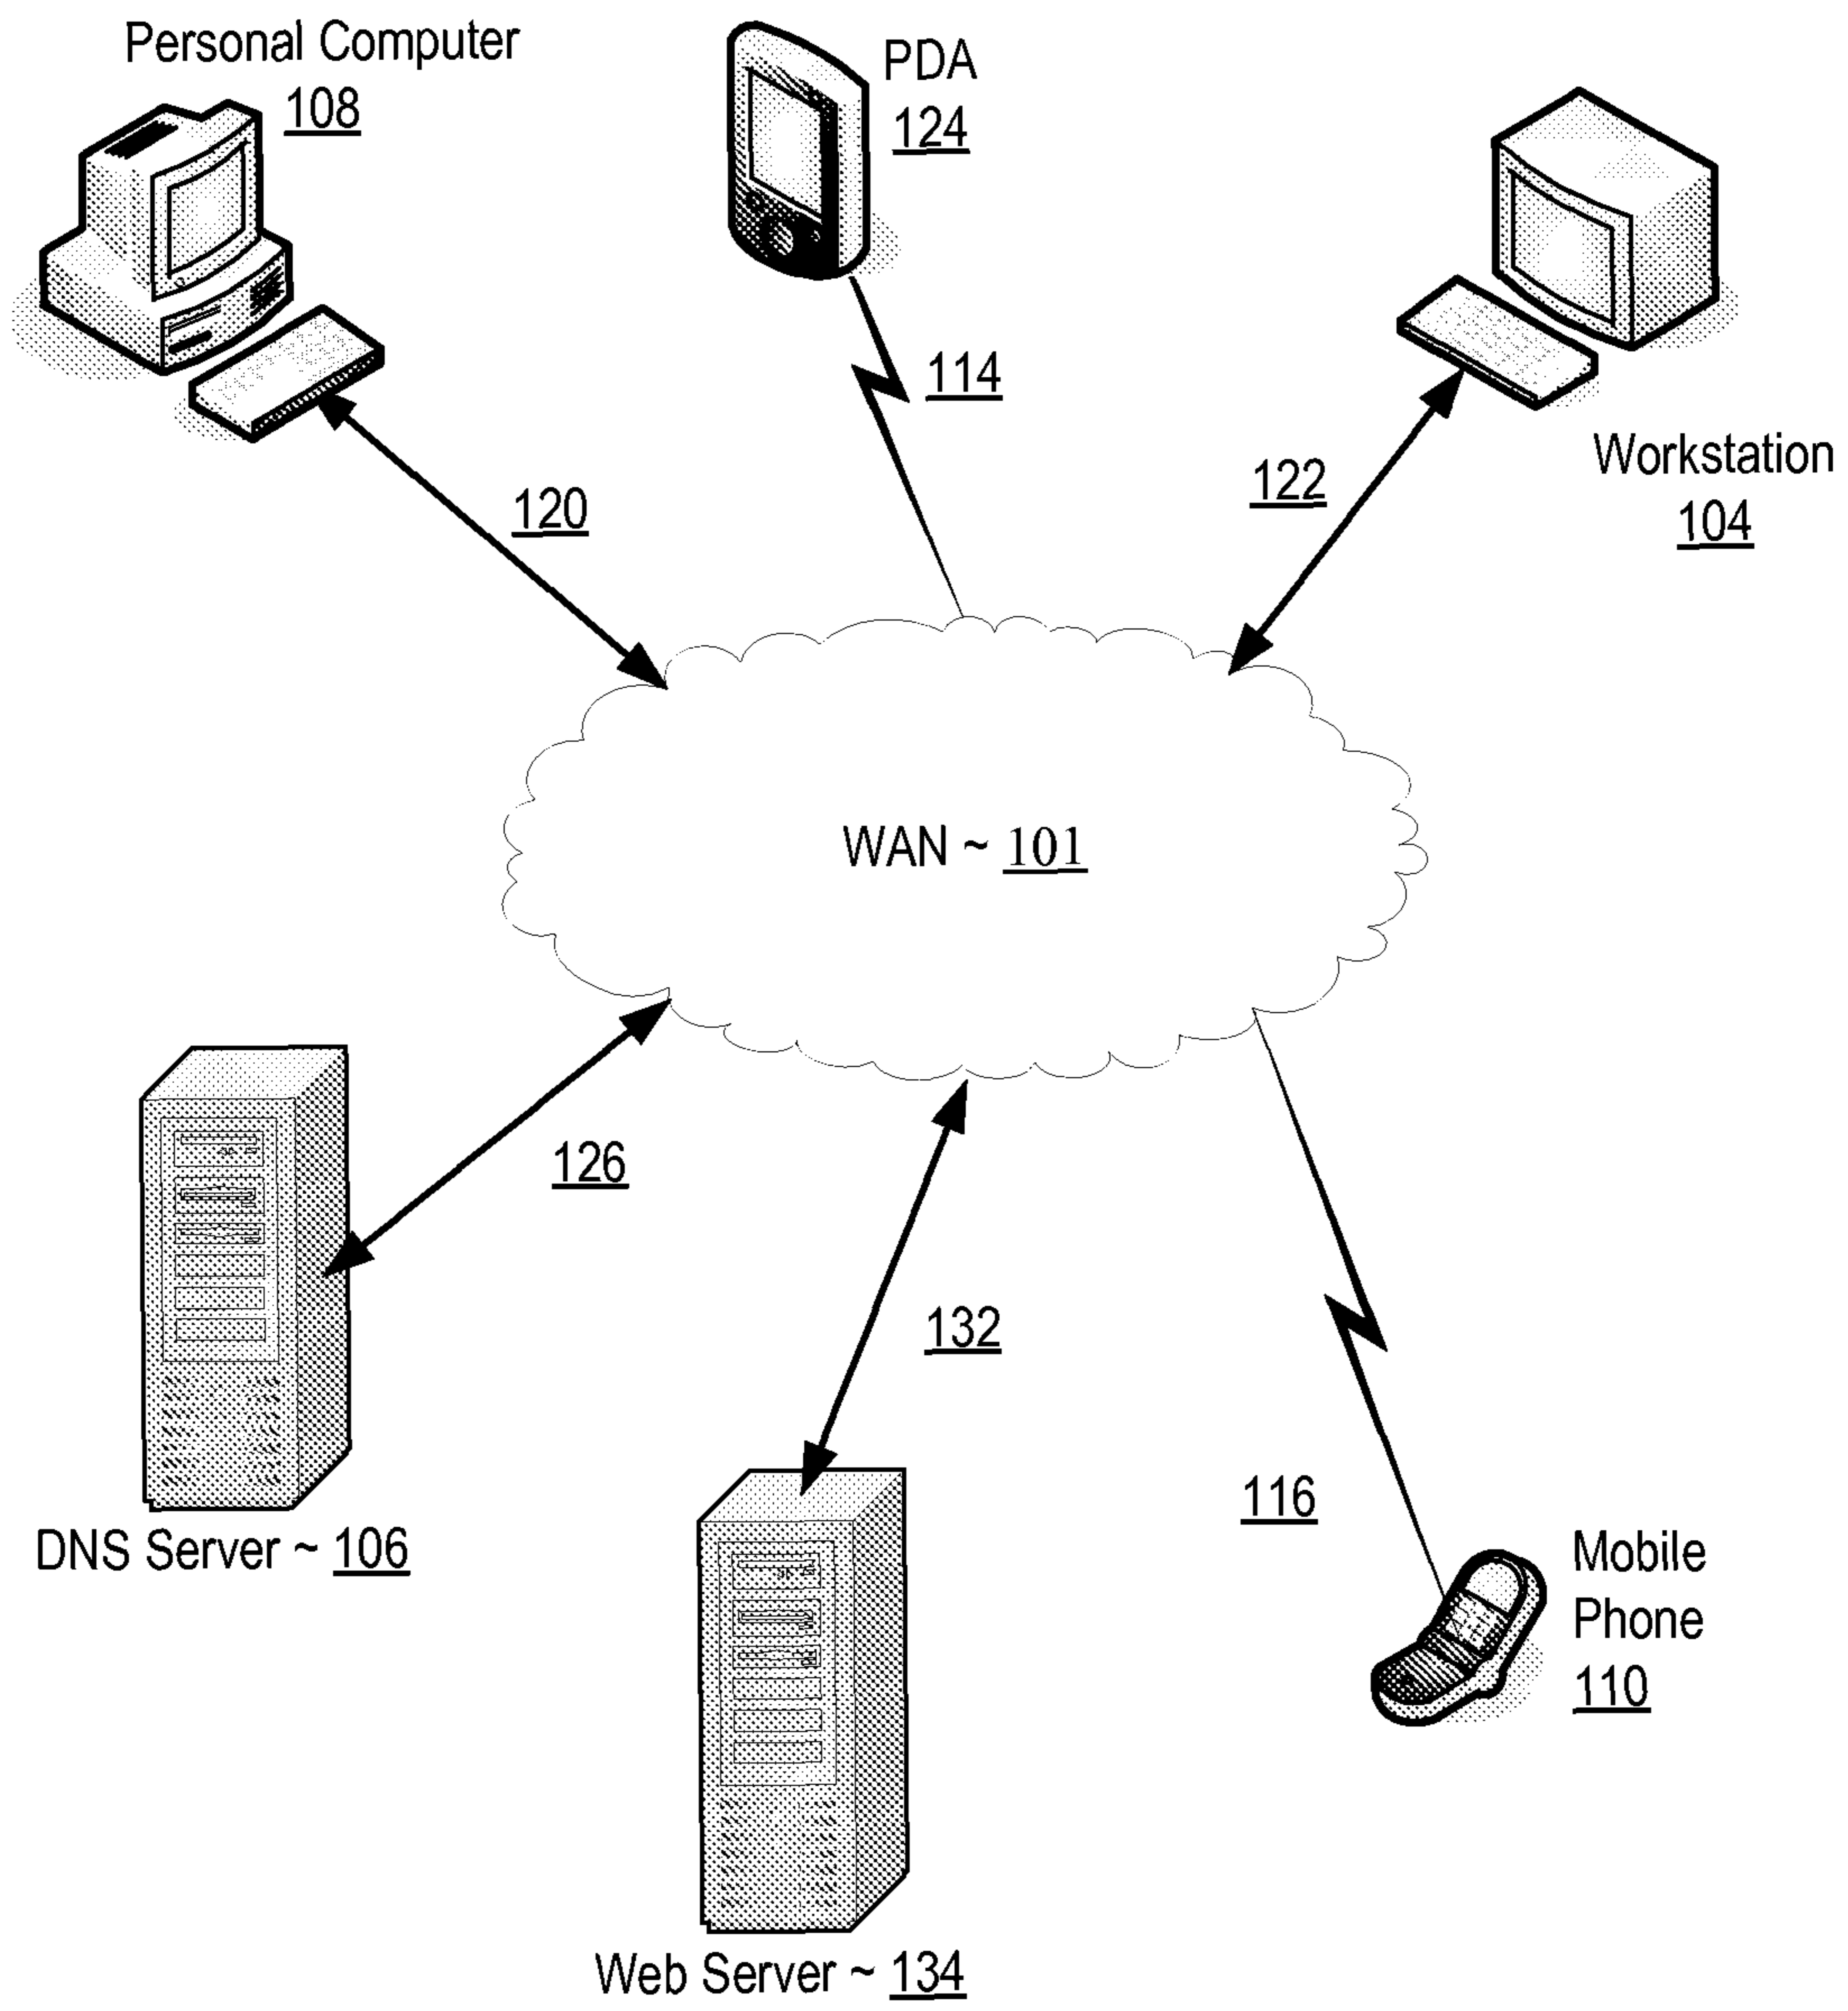 Personal Computer
108
PDA
124
114
120
122
Workstation
104
WAN ~ 101
126
132
DNS Server ~ 106
116
Mobile
Phone
110
Web Server ~ 134